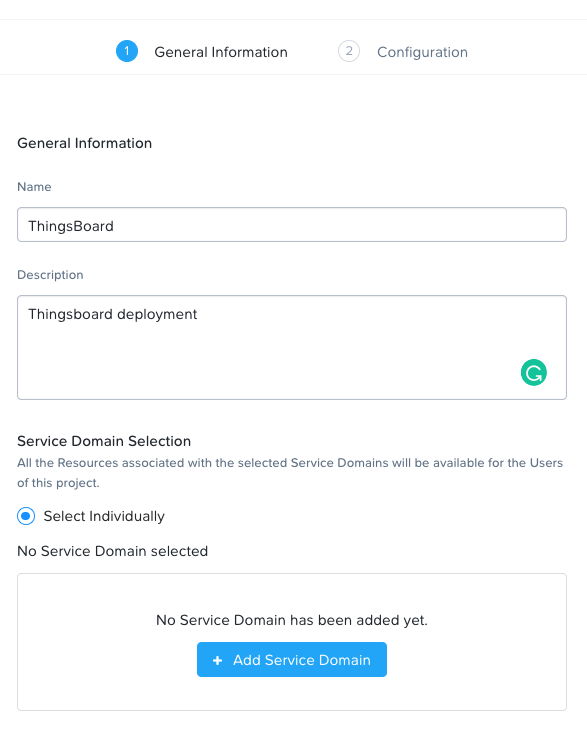 1 General Information 2 Configuration
General Information
Name
ThingsBoard
Description
Thingsboard deployment
Service Domain Selection
All the Resources associated with the selected Service Domains will be available for the Users
of this project.
Select Individually
No Service Domain selected
No Service Domain has been added yet.
+ Add Service Domain